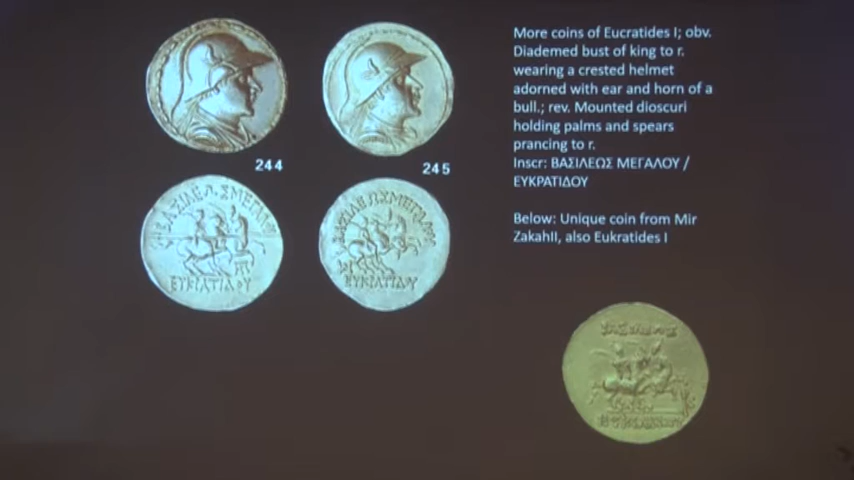 More coins of Eucratides I; obv.
Diademed bust of king to r.
wearing a crested helmet
adorned with ear and horn of a
bull.; rev. Mounted dioscuri
holding palms and spears
prancing to r.
Inscr: ΒΑΣΙΛΕΩΣ ΜΕΓΑΛΟΥ /
ΕΥΚΡΑΤΙΔΟΥ
Below: Unique coin from Mir
ZakahII, also Eukratides I
244
245